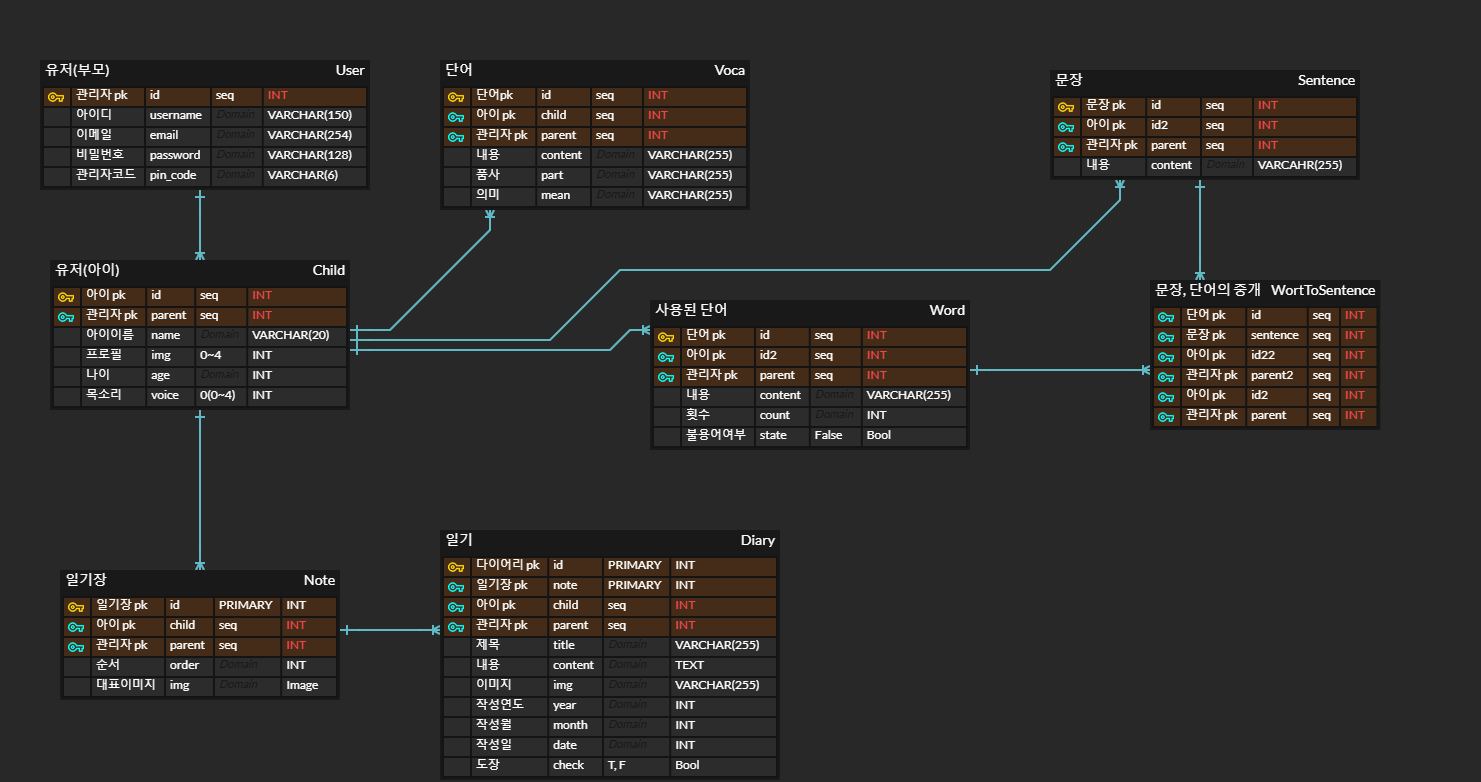 유저(부모) User
관리자 pk id seq INT
아이디 username Domain VARCHAR(150)
이메일 email Domain VARCHAR(254)
비밀번호 password Domain VARCHAR(128)
관리자코드 pin_code Domain VARCHAR(6)
단어 Voca
단어pk id seq INT
아이 pk child seq INT
관리자 pk parent seq INT
내용 content Domain VARCHAR(255)
품사 part Domain VARCHAR(255)
의미 mean Domain VARCHAR(255)
문장 Sentence
문장 pk id seq INT
아이 pk id2 seq INT
관리자 pk parent seq INT
내용 content Domain VARCAHR(255)
유저(아이) Child
아이 pk id seq INT
관리자 pk parent seq INT
아이이름 name Domain VARCHAR(20)
프로필 img 0~4 INT
나이 age Domain INT
목소리 voice 0(0~4) INT
사용된 단어 Word
단어 pk id seq INT
아이 pk id2 seq INT
관리자 pk parent seq INT
내용 content Domain VARCHAR(255)
횟수 count Domain INT
불용어여부 state False Bool
문장, 단어의 중개 WortToSentence
단어 pk id seq INT
문장 pk sentence seq INT
아이 pk id22 seq INT
관리자 pk parent2 seq INT
아이 pk id2 seq INT
관리자 pk parent seq INT
일기장 Note
일기장 pk id PRIMARY INT
아이 pk child seq INT
관리자 pk parent seq INT
순서 order Domain INT
대표이미지 img Domain Image
일기 Diary
다이어리 pk id PRIMARY INT
일기장 pk note PRIMARY INT
아이 pk child seq INT
관리자 pk parent seq INT
제목 title Domain VARCHAR(255)
내용 content Domain TEXT
이미지 img Domain VARCHAR(255)
작성연도 year Domain INT
작성월 month Domain INT
작성일 date Domain INT
도장 check T, F Bool